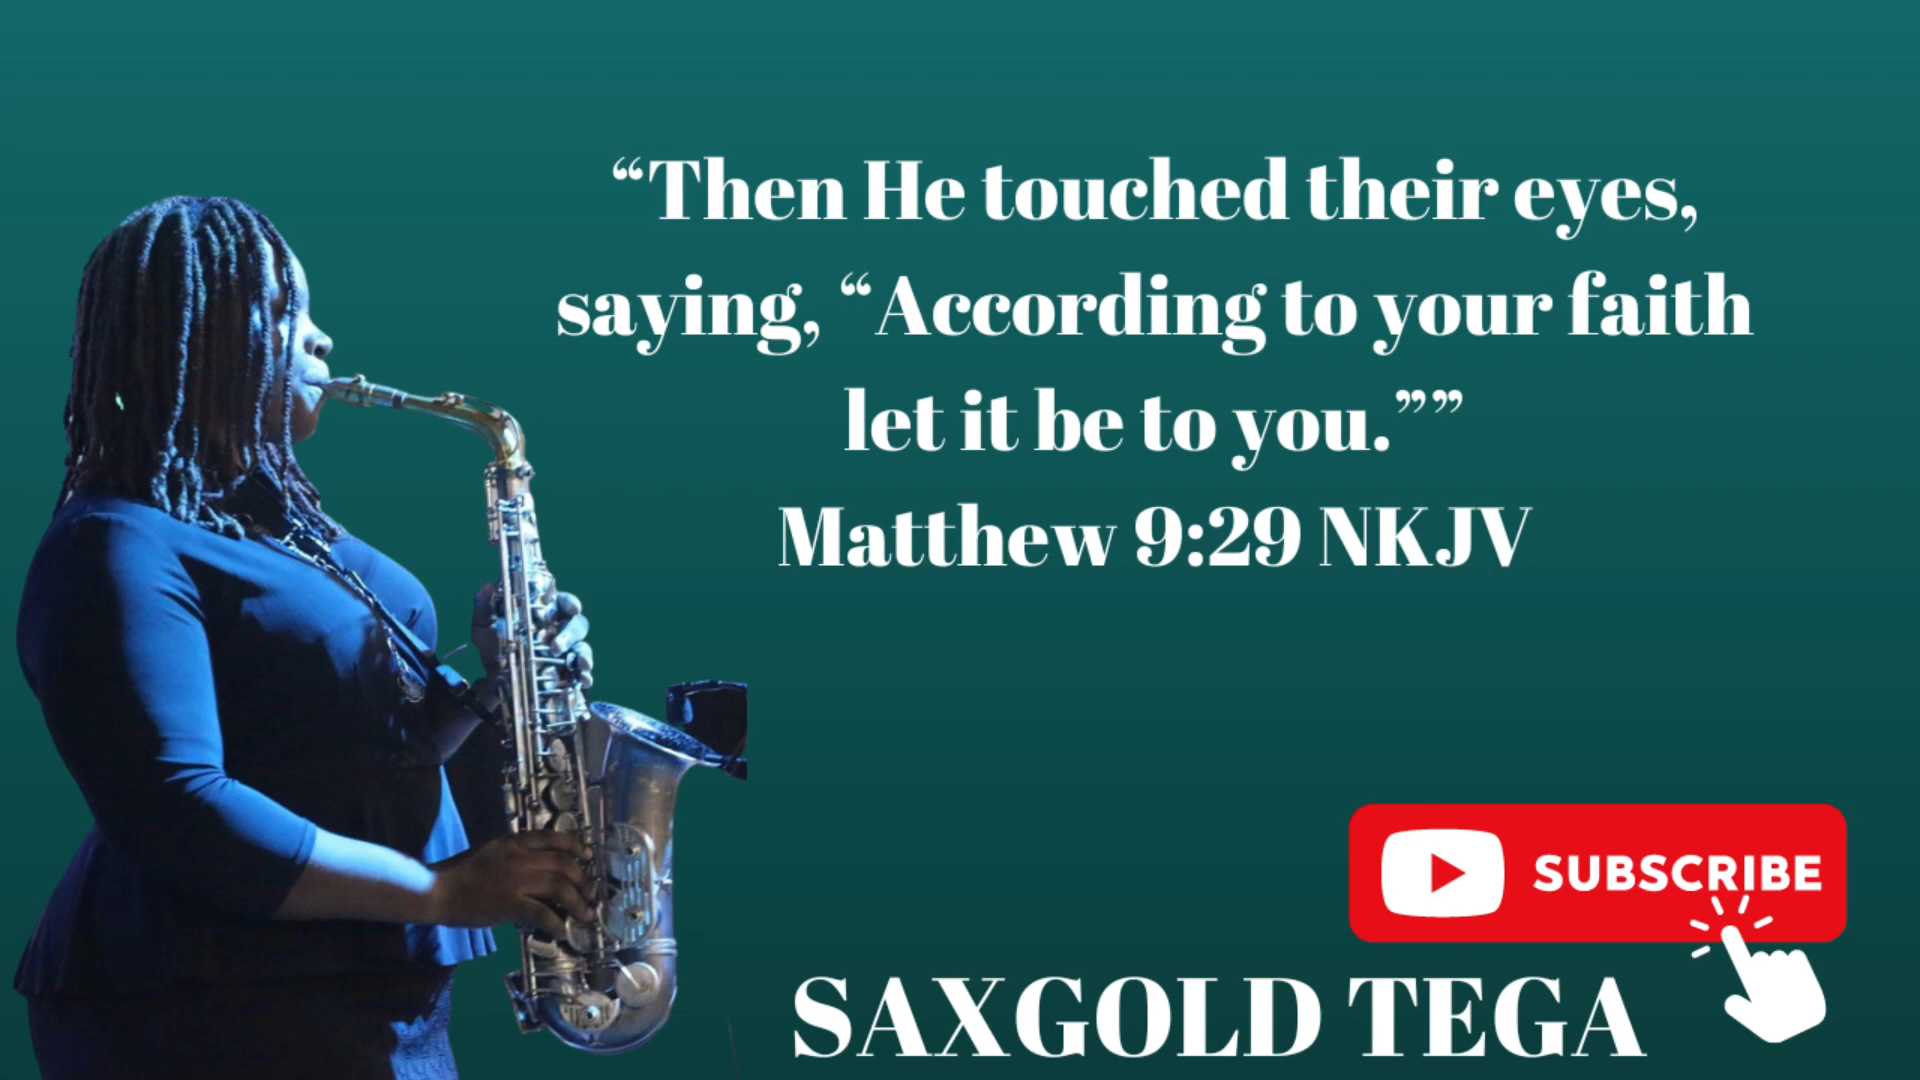 “Then He touched their eyes,
saying, “According to your faith
let it be to you.””
Matthew 9:29 NKJV
SUBSCRIBE
SAXGOLD TEGA